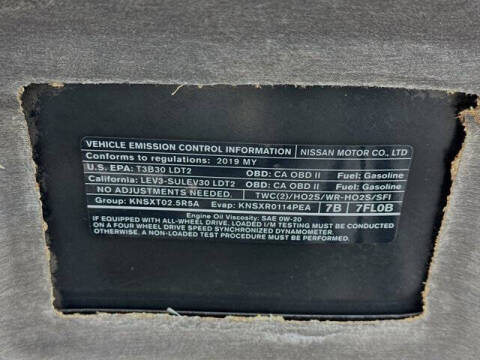 VEHICLE EMISSION CONTROL INFORMATION NISSAN MOTOR CO., LTD
Conforms to regulations: 2019 MY
U.S. EPA: T3B30 LDT2 OBD: CA OBD II Fuel: Gasoline
California: LEV3-SULEV30 LDT2 OBD: CA OBD II Fuel: Gasoline
NO ADJUSTMENTS NEEDED. TWC(2)/HO2S/WR-HO2S/SFI
Group: KNSXT02.5R5A Evap: KNSXR0114PEA 7B 7FL0B
Engine Oil Viscosity: SAE 0W-20
ON A FOUR WHEEL DRIVE SPEED SYNCHRONIZED DYNAMOMETER.
ALL-WHEEL DRIVE VEHICLE. LOADED I/M TESTING MUST BE CONDUCTED
OTHERWISE, A NON-LOADED TEST PROCEDURE MUST BE PERFORMED.